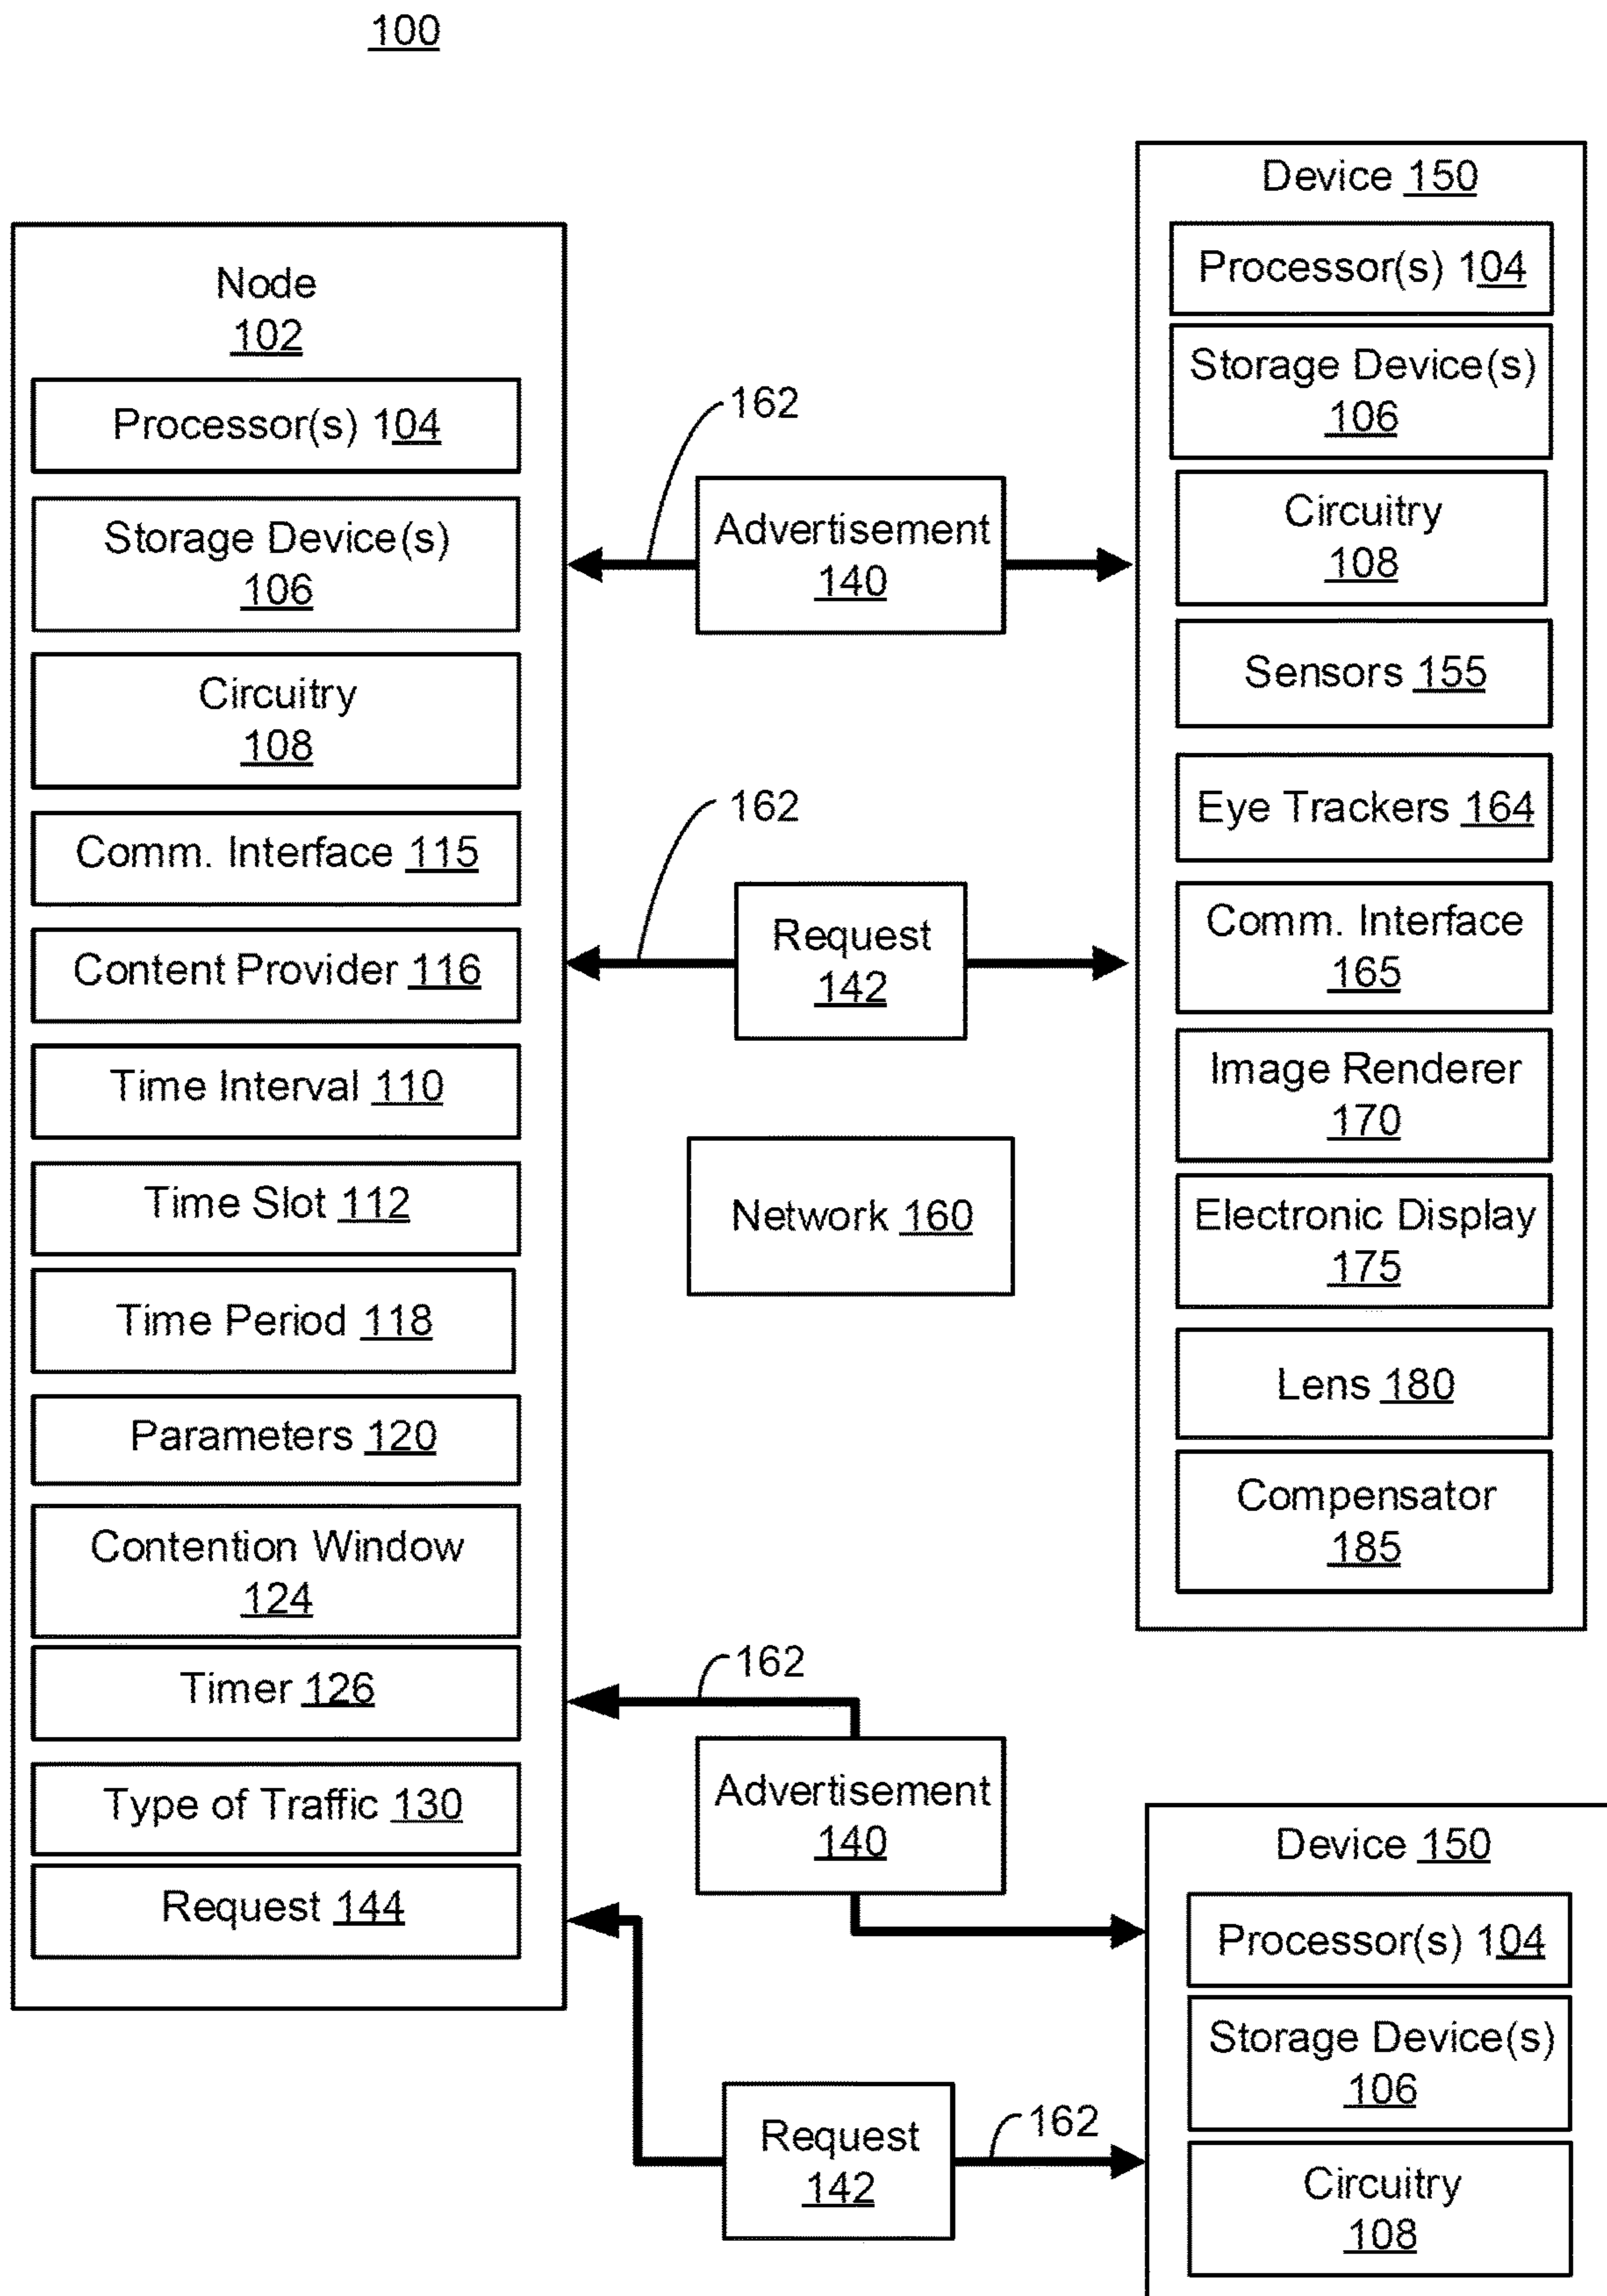 100
Node
102
Processor(s) 104
Storage Device(s)
106
Circuitry
108
Comm. Interface 115
Content Provider 116
Time Interval 110
Time Slot 112
Time Period 118
Parameters 120
Contention Window
124
Timer 126
Type of Traffic 130
Request 144
162
Advertisement
140
162
Request
142
Network 160
162
Advertisement
140
Request
142
162
Device 150
Processor(s) 104
Storage Device(s)
106
Circuitry
108
Sensors 155
Eye Trackers 164
Comm. Interface
165
Image Renderer
170
Electronic Display
175
Lens 180
Compensator
185
Device 150
Processor(s) 104
Storage Device(s)
106
Circuitry
108